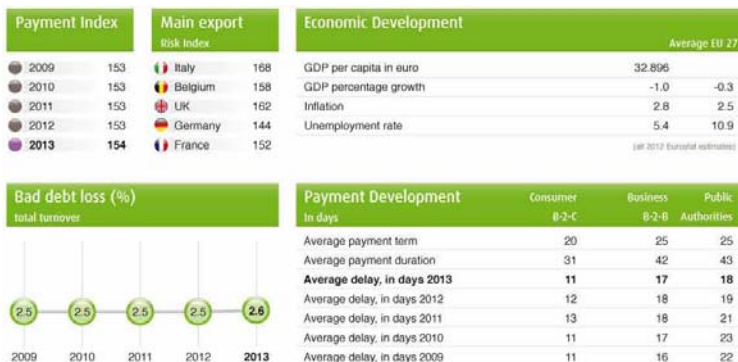 Payment Index
2009 153
2010 153
2011 153
2012 153
2013 154
Main export
Risk Index
Italy 168
Belgium 158
UK 162
Germany 144
France 152
Economic Development
Average EU 27
GDP per capita in euro 32.896
GDP percentage growth -1.0 -0.3
Inflation 2.8 2.5
Unemployment rate 5.4 10.9
(all 2012 Eurostat estimates)
Bad debt loss (%)
total turnover
2.5 2.5 2.5 2.5 2.6
2009 2010 2011 2012 2013
Payment Development Consumer Business Public
In days B-2-C B-2-B Authorities
Average payment term 20 25 25
Average payment duration 31 42 43
Average delay, in days 2013 11 17 18
Average delay, in days 2012 12 18 19
Average delay, in days 2011 13 18 21
Average delay, in days 2010 11 17 23
Average delay, in days 2009 11 16 22